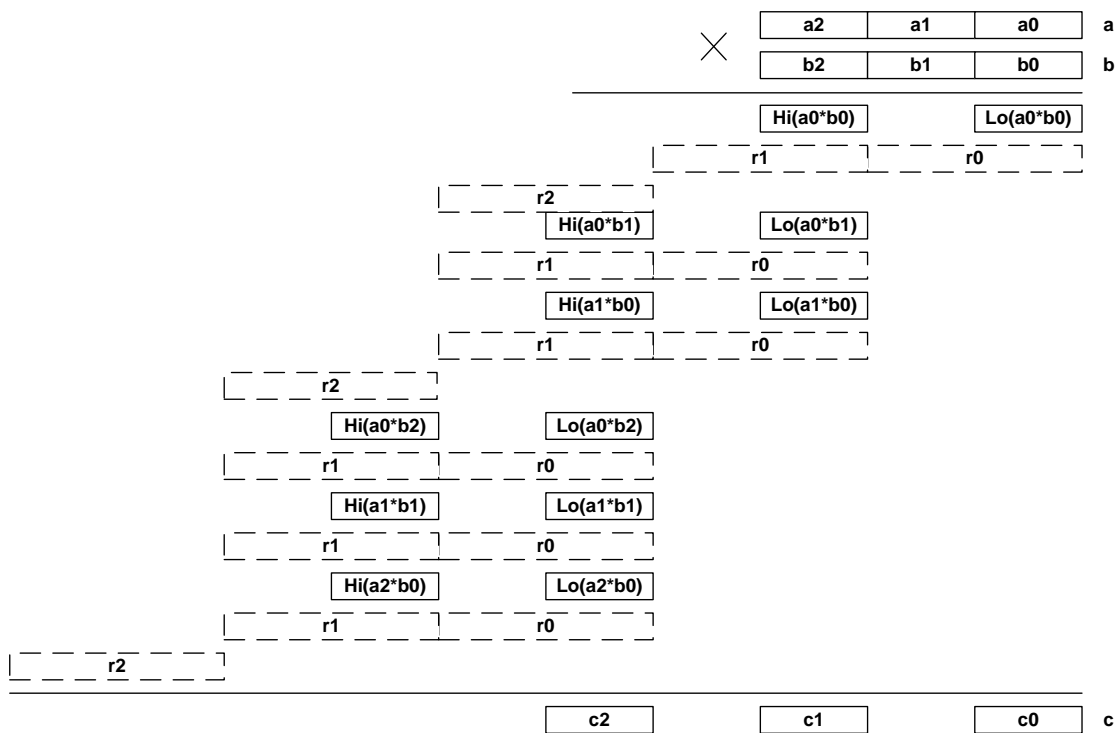 a2 a1 a0 a
b2 b1 b0 b
Hi(a0*b0) Lo(a0*b0)
r1 r0
r2
Hi(a0*b1) Lo(a0*b1)
r1 r0
Hi(a1*b0) Lo(a1*b0)
r1 r0
r2
Hi(a0*b2) Lo(a0*b2)
r1 r0
Hi(a1*b1) Lo(a1*b1)
r1 r0
Hi(a2*b0) Lo(a2*b0)
r1 r0
r2
c2 c1 c0 c